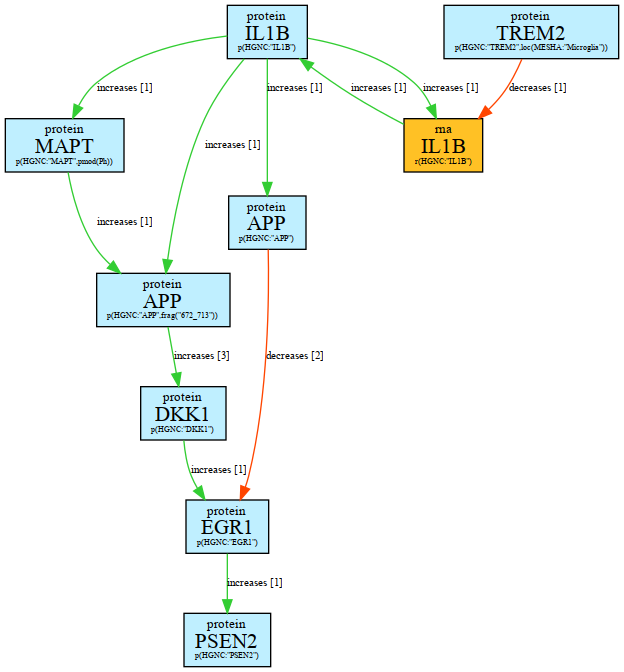 protein
IL1B
p(HGNC:"IL1B")
protein
TREM2
p(HGNC:"TREM2",loc(MESHA:"Microglia"))
increases [1]
increases [1]
increases [1]
increases [1]
decreases [1]
protein
MAPT
p(HGNC:"MAPT",pmod(Ph))
rna
IL1B
r(HGNC:"IL1B")
increases [1]
protein
APP
p(HGNC:"APP")
increases [1]
protein
APP
p(HGNC:"APP",frag("672_713"))
increases [3]
decreases [2]
protein
DKK1
p(HGNC:"DKK1")
increases [1]
protein
EGR1
p(HGNC:"EGR1")
increases [1]
protein
PSEN2
p(HGNC:"PSEN2")